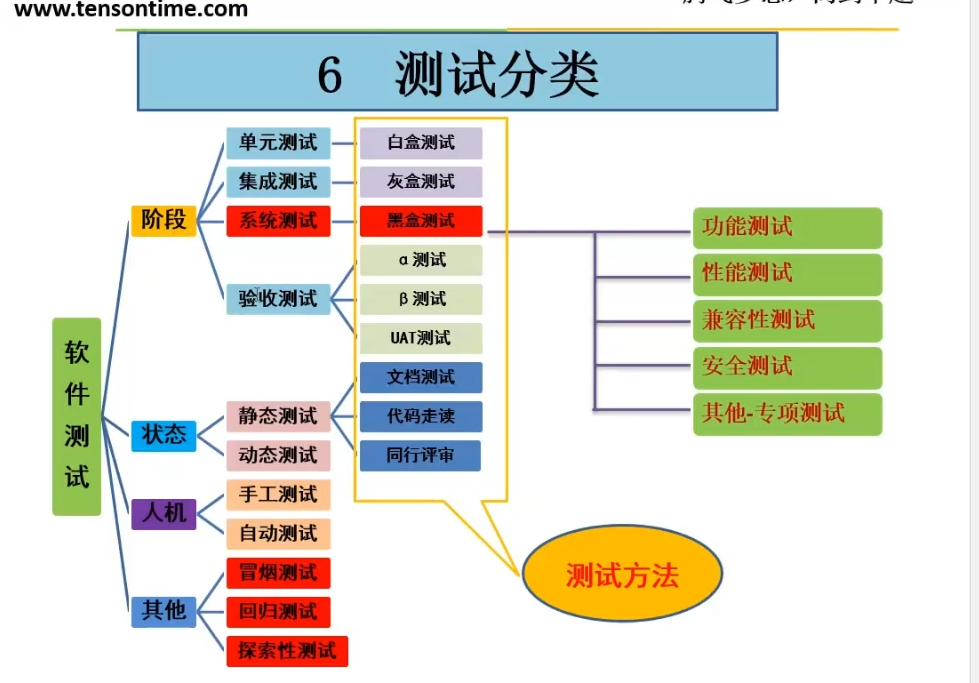 www.tensontime.com
6 测试分类
单元测试
白盒测试
集成测试
灰盒测试
阶段
系统测试
黑盒测试
功能测试
α 测试
性能测试
验收测试
β 测试
兼容性测试
UAT测试
安全测试
软件测试
文档测试
静态测试
代码走读
其他-专项测试
状态
动态测试
同行评审
手工测试
人机
自动测试
冒烟测试
测试方法
其他
回归测试
探索性测试